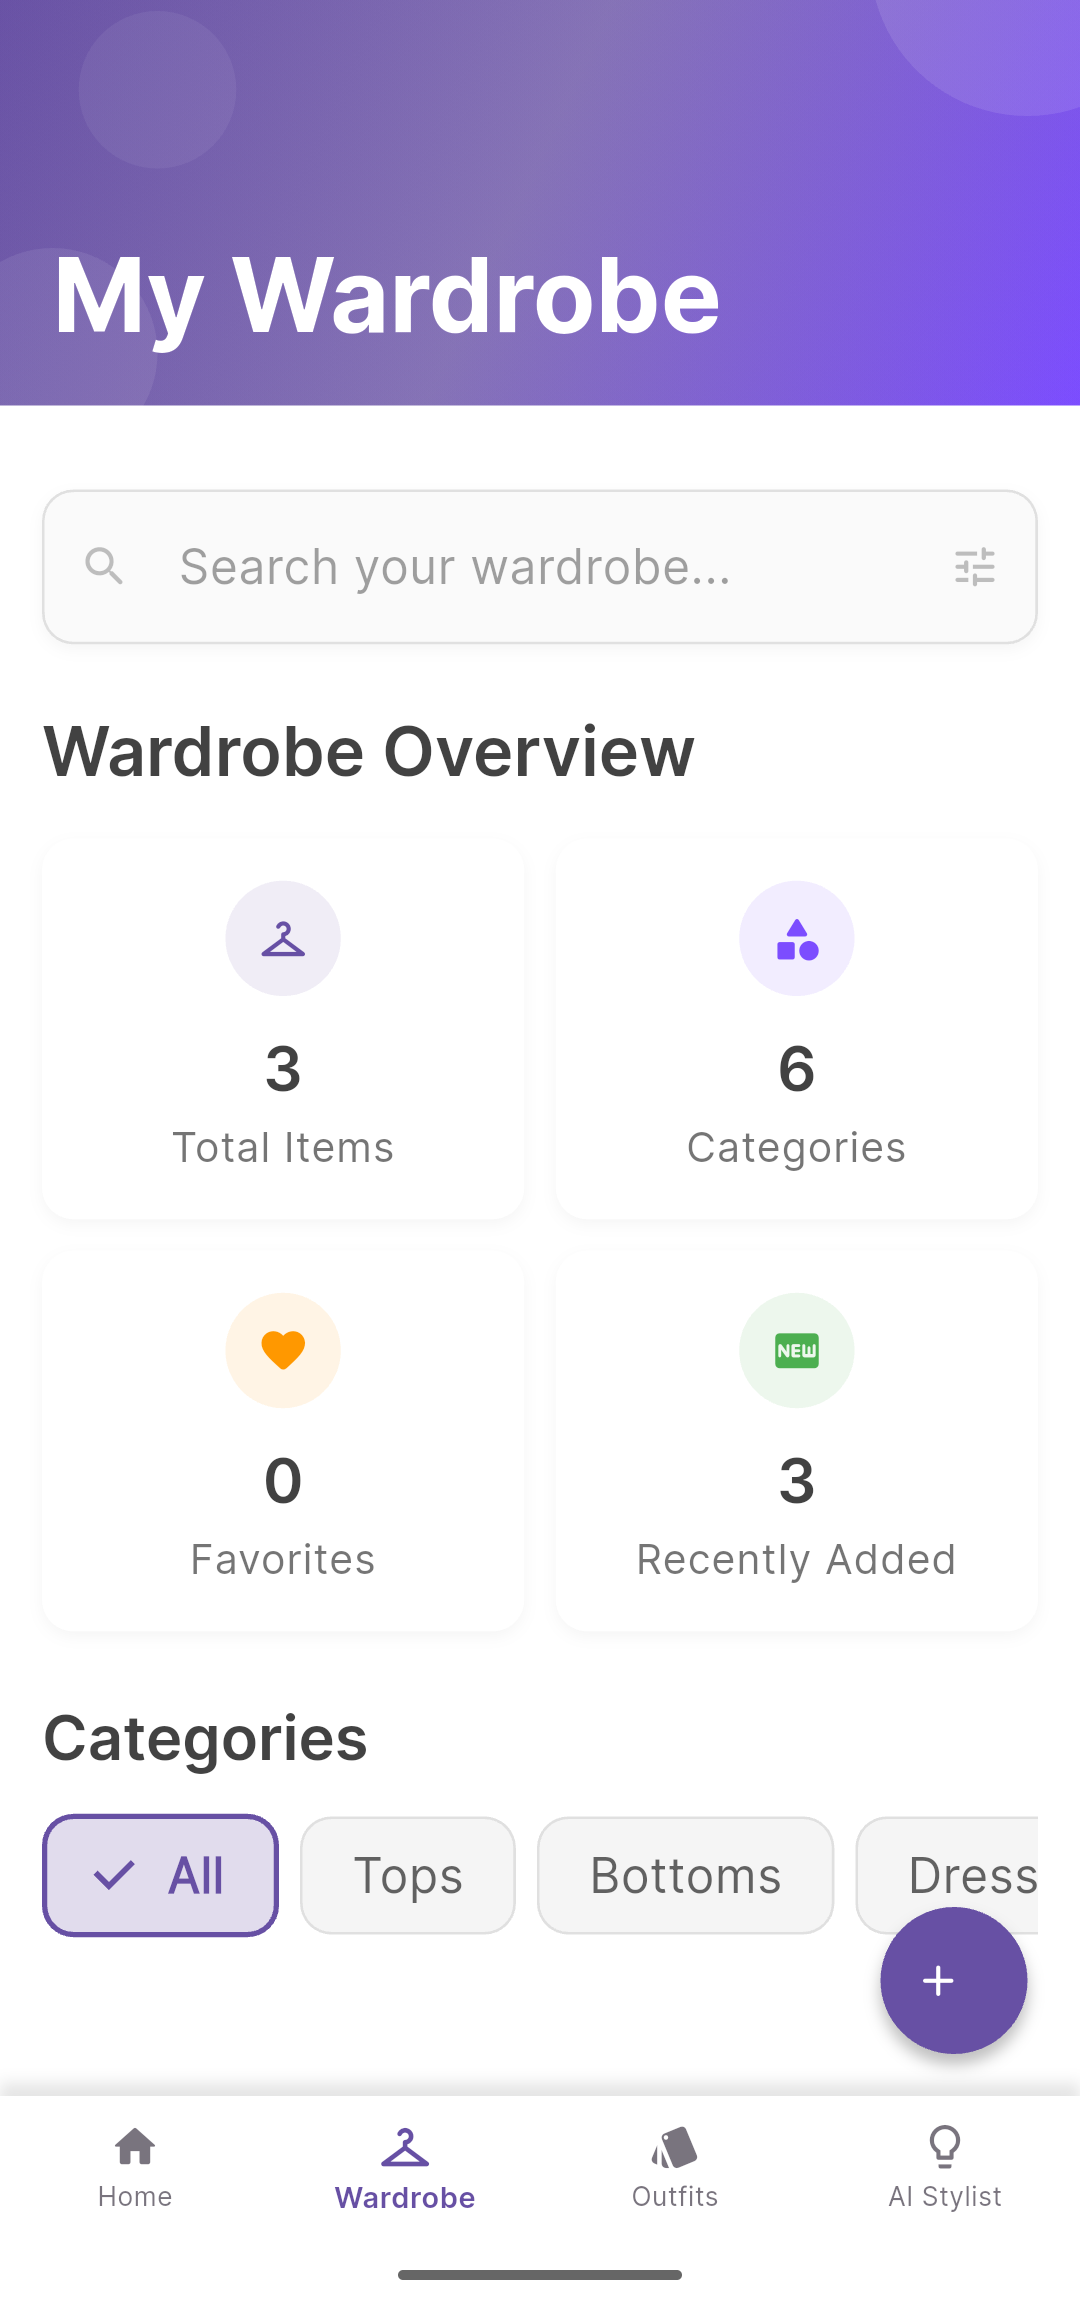 My Wardrobe
Search your wardrobe...
Wardrobe Overview
3
Total Items
6
Categories
0
Favorites
NEW
3
Recently Added
Categories
All
Tops
Bottoms
Dress
Home
Wardrobe
Outfits
AI Stylist